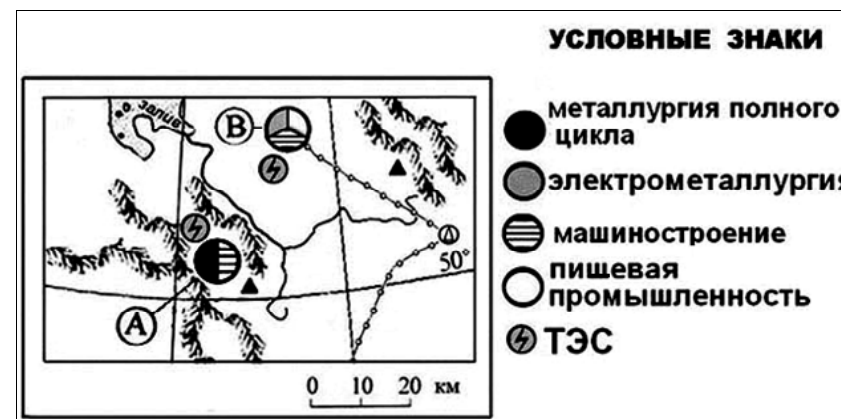 УСЛОВНЫЕ ЗНАКИ
металлургия полного
цикла
электрометаллургия
машиностроение
пищевая
промышленность
ТЭС
залив
В
А
50°
0 10 20 км